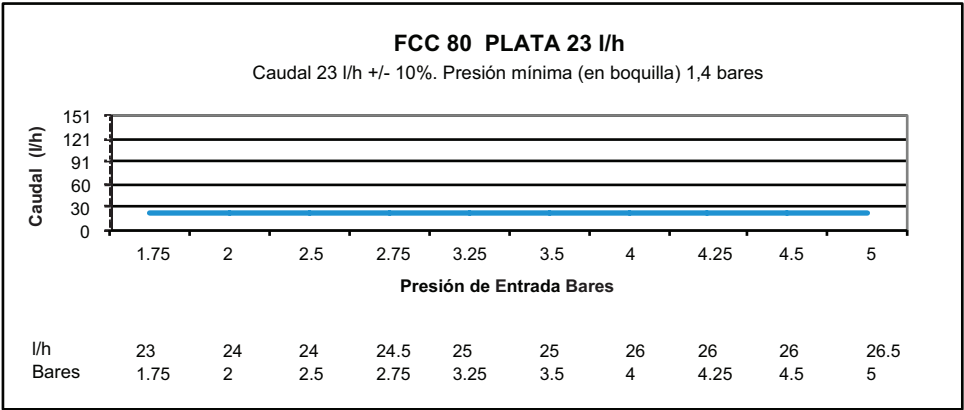 FCC 80 PLATA 23 l/h
Caudal 23 l/h +/- 10%. Presión mínima (en boquilla) 1,4 bares
Caudal (l/h)
151
121
91
60
30
0
1.75 2 2.5 2.75 3.25 3.5 4 4.25 4.5 5
Presión de Entrada Bares
l/h 23 24 24 24.5 25 25 26 26 26 26.5
Bares 1.75 2 2.5 2.75 3.25 3.5 4 4.25 4.5 5